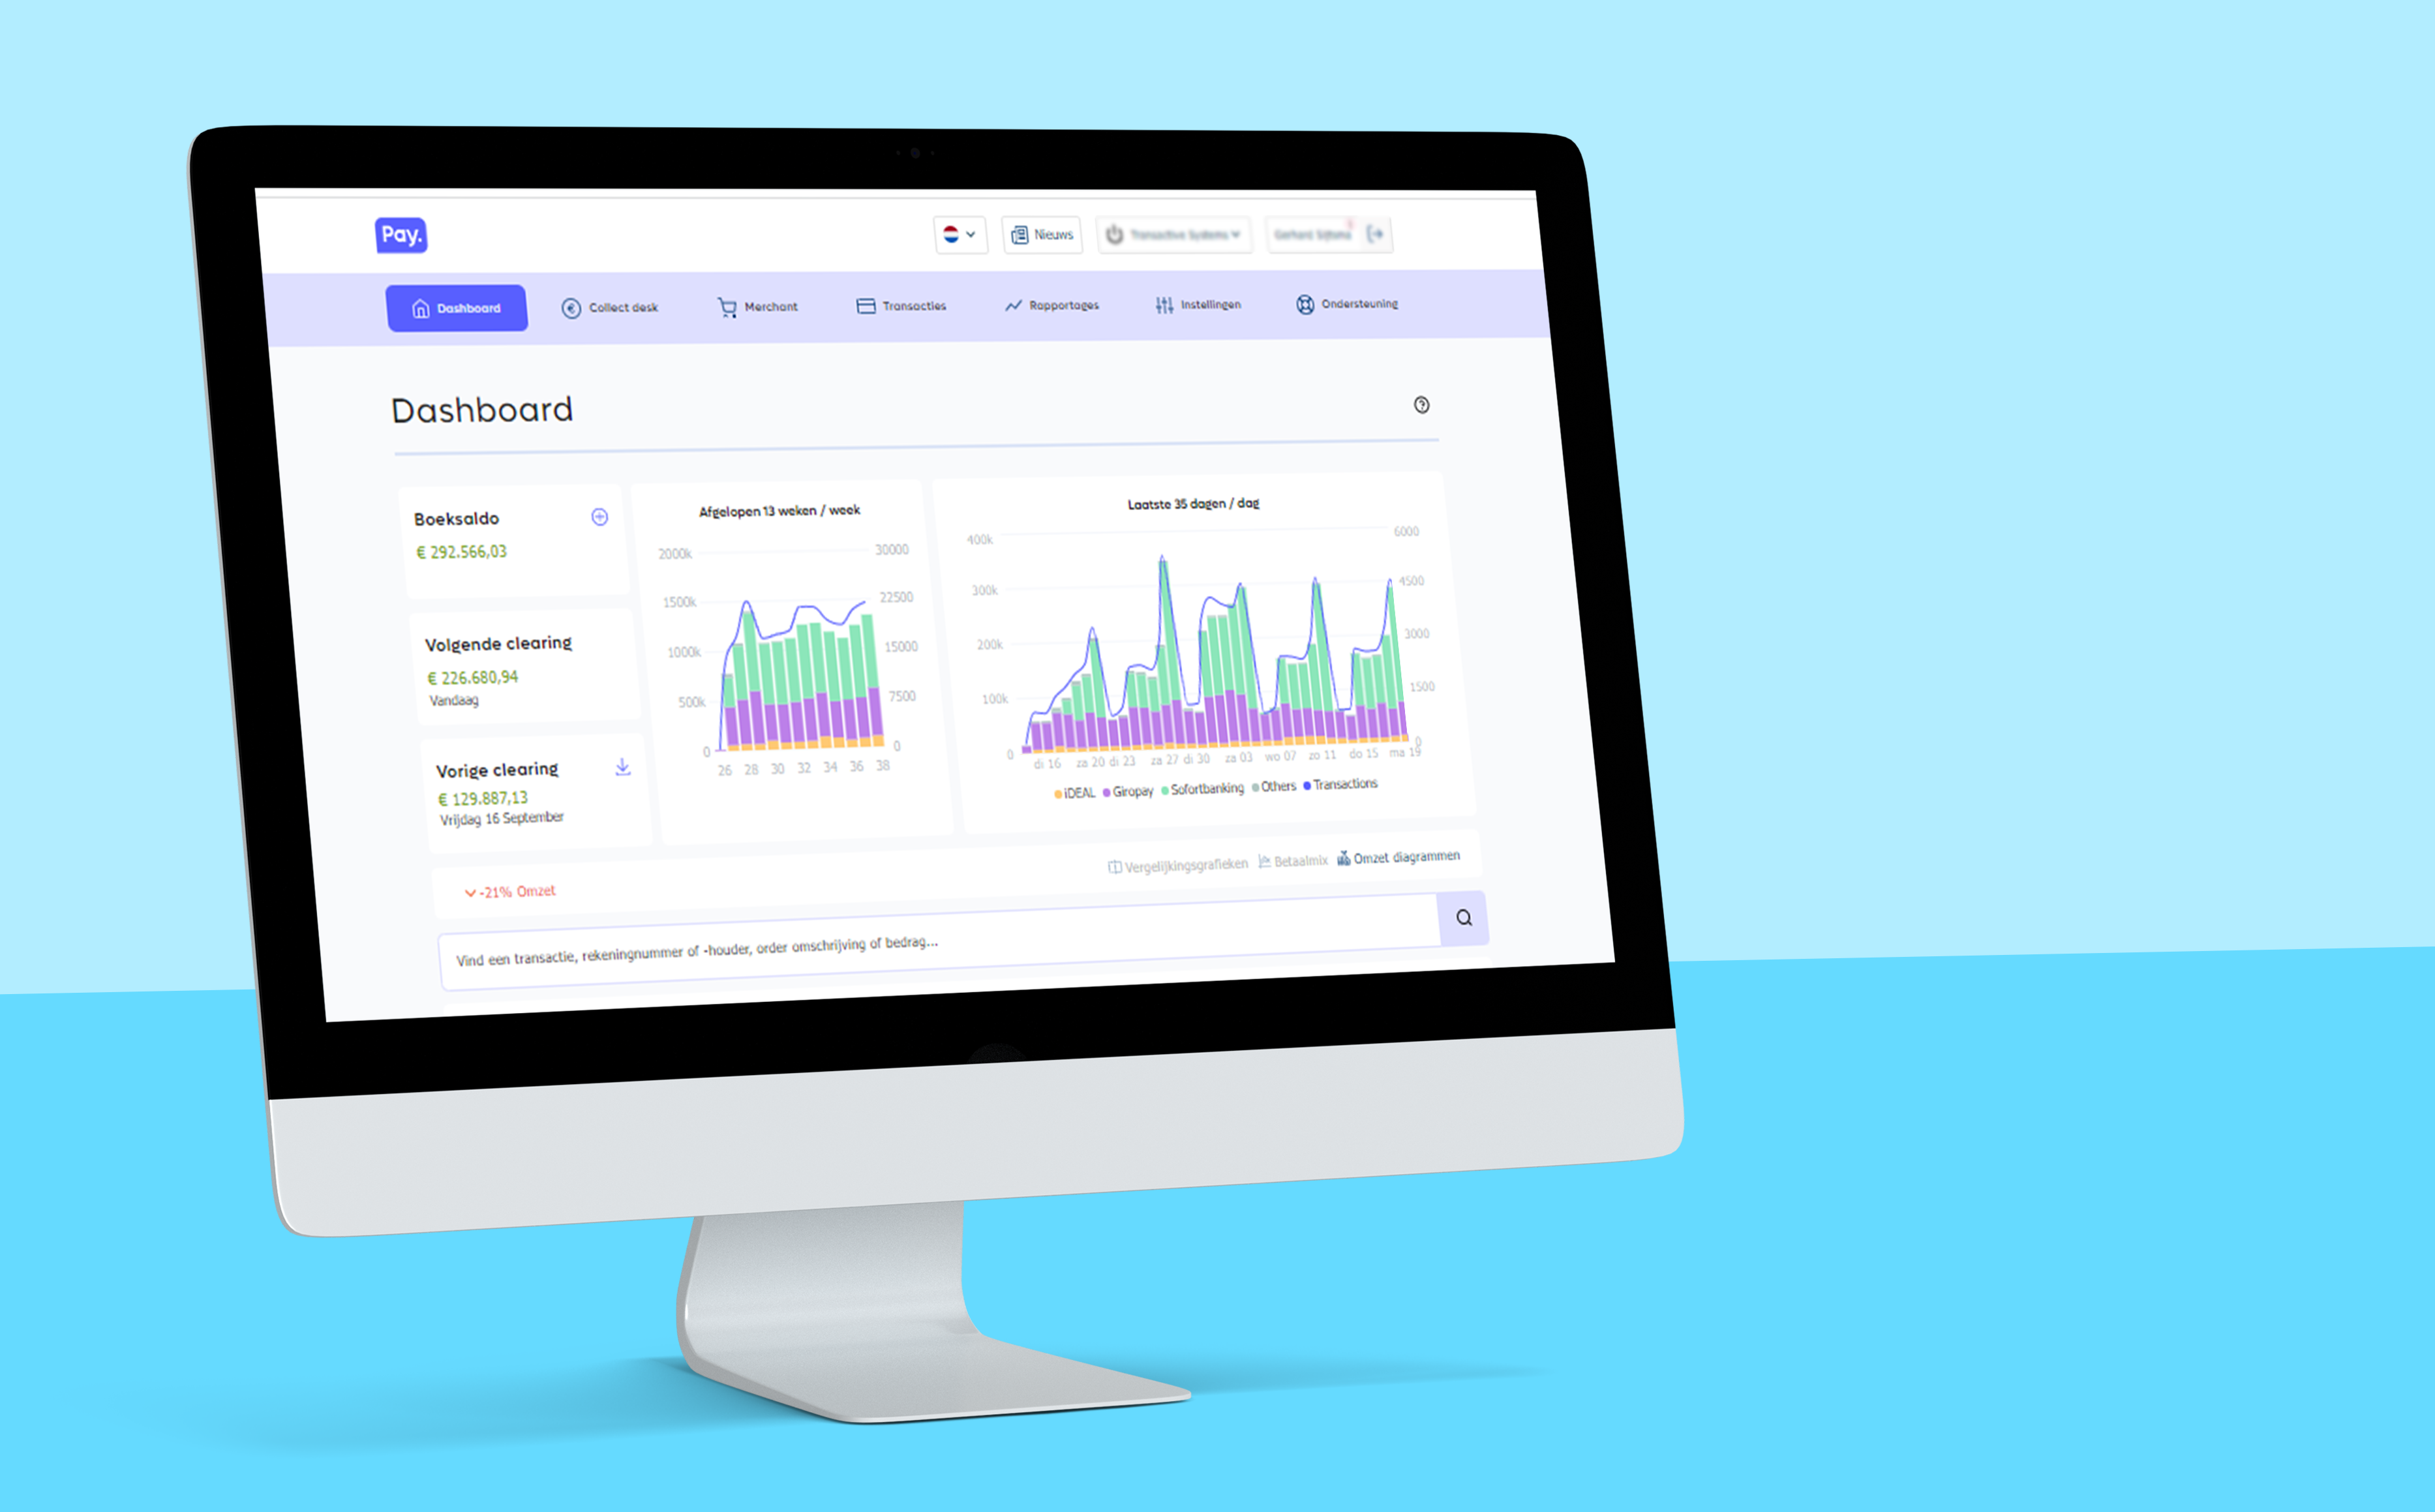 Pay.
Nieuws
Transactive Systems
Dashboard
Collect desk
Merchant
Transacties
Rapportages
Instellingen
Ondersteuning
Dashboard
Boeksaldo
€ 292.566,03
Volgende clearing
€ 226.680,94
Vandaag
Vorige clearing
€ 129.887,13
Vrijdag 16 September
Afgelopen 13 weken / week
2000k
1500k
1000k
500k
0
30000
22500
15000
7500
0
26 28 30 32 34 36 38
Laatste 35 dagen / dag
400k
300k
200k
100k
0
6000
4500
3000
1500
0
di 16 za 20 di 23 za 27 di 30 za 03 wo 07 zo 11 do 15 ma 19
iDEAL Giropay Sofortbanking Others Transactions
-21% Omzet
Vergelijkingsgrafieken Betaalmix Omzet diagrammen
Vind een transactie, rekeningnummer of -houder, order omschrijving of bedrag...